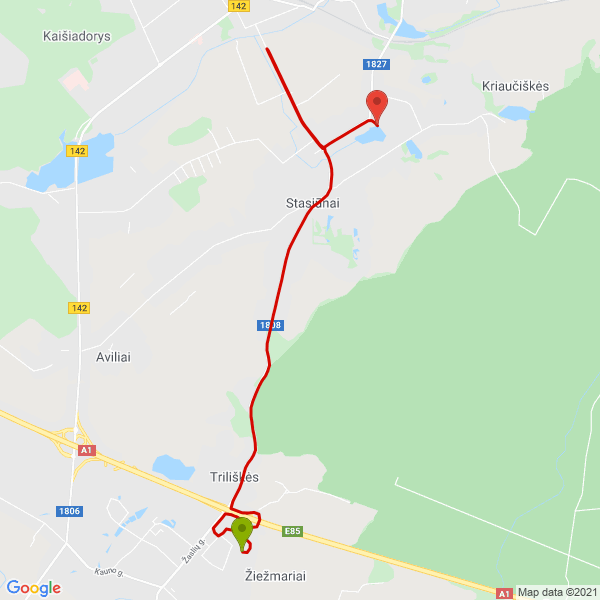 142
Kaišiadorys
1827
Kriaučiškės
142
Stasiūnai
142
1808
Aviliai
A1
Triliškės
1806
E85
Žaslių g.
Kauno g.
Žiežmariai
A1
Google
Map data ©2021